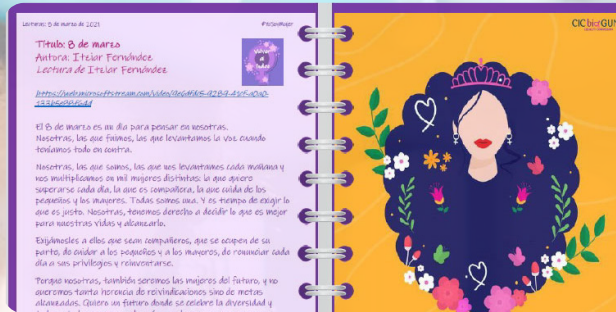 Lecturas: 8 de marzo de 2021
#YoSoyMujer
Título: 8 de marzo
Autora: Itziar Fernández
Lectura de Itziar Fernández
El 8 de marzo es un día para pensar en nosotras.
Nosotras, las que fuimos, las que levantamos la voz cuando
teníamos todo en contra.
Nosotras, las que somos, las que nos levantamos cada mañana y
nos multiplicamos en mil mujeres distintas: la que quiere
superarse cada día, la que es compañera, la que cuida de los
pequeños y los mayores. Todas somos una. Y es tiempo de exigir lo
que es justo. Nosotras, tenemos derecho a decidir lo que es mejor
para nuestras vidas y alcanzarlo.
Exijámosles a ellos que sean compañeros, que se ocupen de su
parte, de cuidar a los pequeños y a los mayores, de renunciar cada
día a sus privilegios y reinventarse.
Porque nosotras, también seremos las mujeres del futuro, y no
queremos tanta herencia de reivindicaciones sino de metas
alcanzadas. Quiero un futuro donde se celebre la diversidad y
CIC bioGUNE